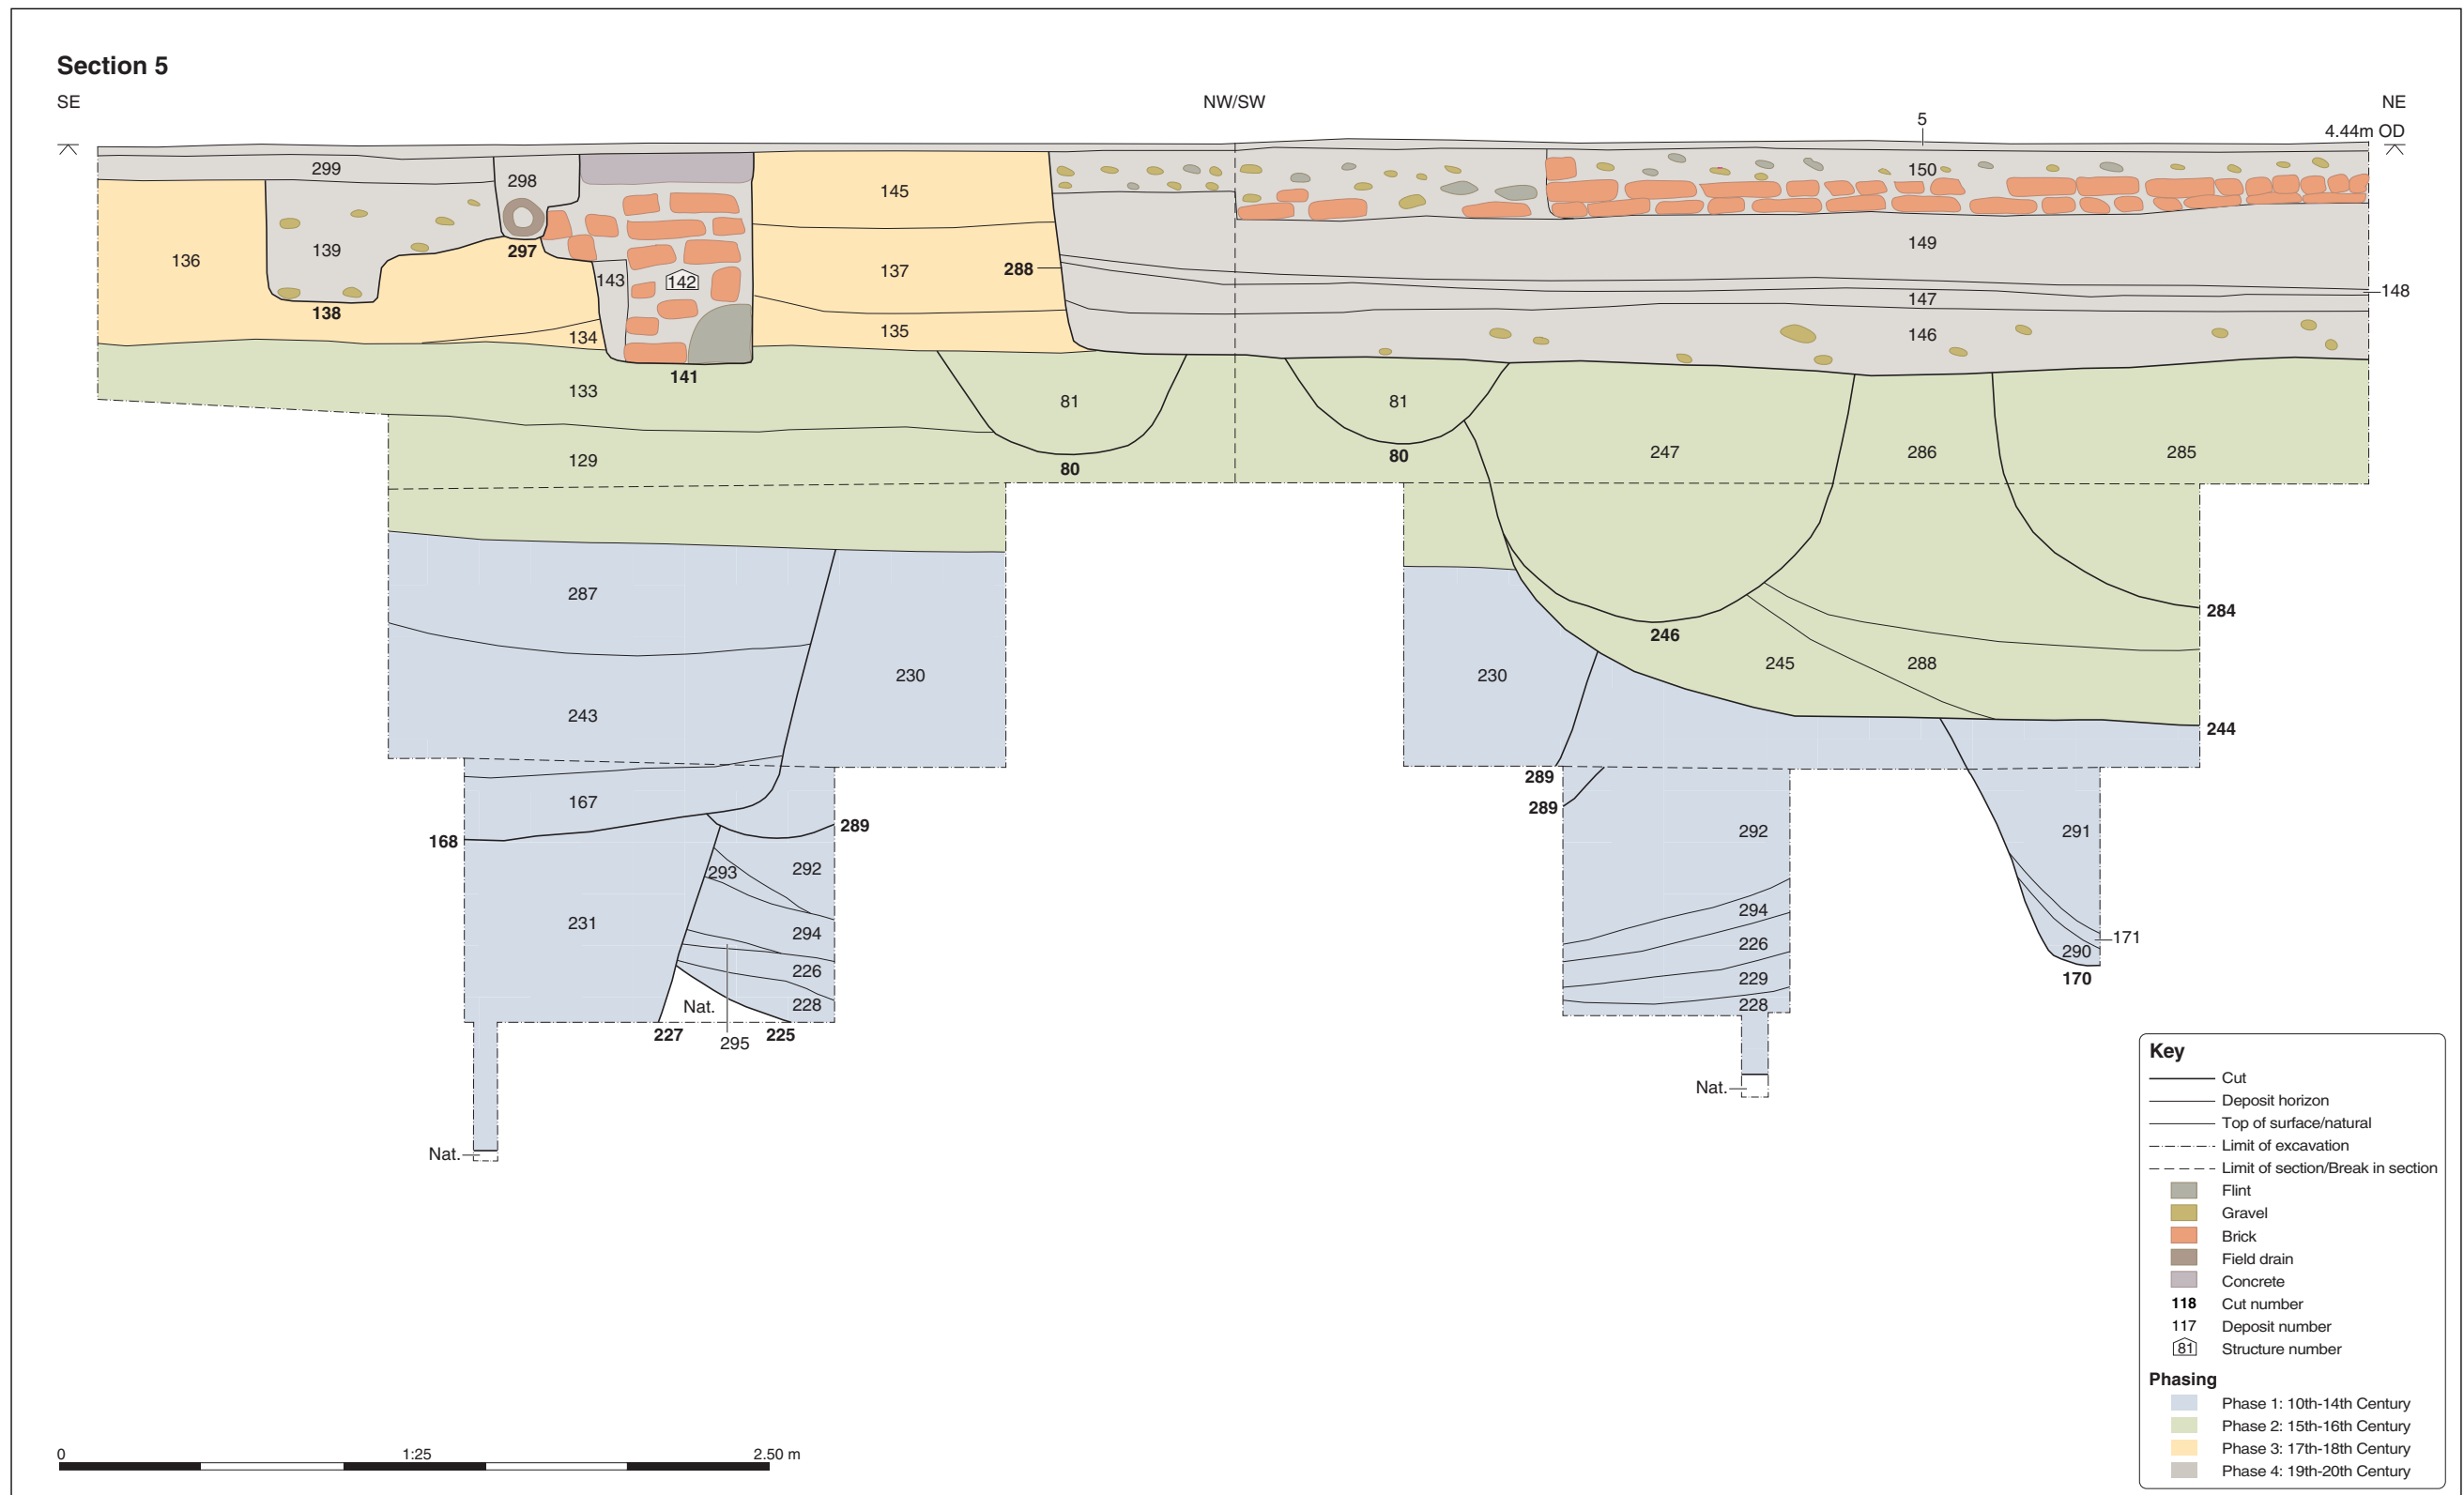 Section 5
SE
NW/SW
NE
5
4.44m OD
299
298
150
145
139
136
297
149
143
142
137
288
148
138
147
134
135
146
141
133
81
81
129
80
80
247
286
285
287
284
246
230
230
245
288
243
244
289
167
289
168
289
292
291
293
292
231
294
294
171
226
226
290
229
170
228
228
Nat.
227
295
225
Nat.
Nat.
Key
Cut
Deposit horizon
Top of surface/natural
Limit of excavation
Limit of section/Break in section
Flint
Gravel
Brick
Field drain
Concrete
118 Cut number
117 Deposit number
81 Structure number
Phasing
Phase 1: 10th-14th Century
Phase 2: 15th-16th Century
Phase 3: 17th-18th Century
Phase 4: 19th-20th Century
0 1:25 2.50 m